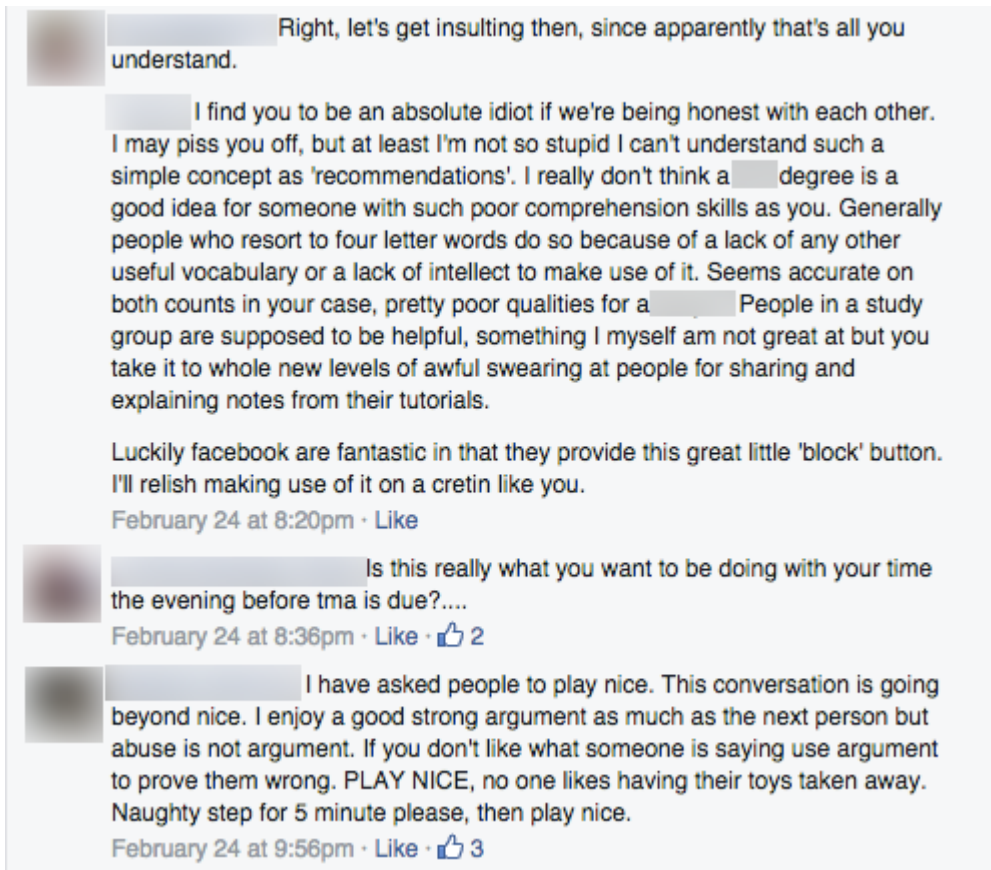 Right, let's get insulting then, since apparently that's all you
understand.
I find you to be an absolute idiot if we're being honest with each other.
I may piss you off, but at least I'm not so stupid I can't understand such a
simple concept as 'recommendations'. I really don't think a degree is a
good idea for someone with such poor comprehension skills as you. Generally
people who resort to four letter words do so because of a lack of any other
useful vocabulary or a lack of intellect to make use of it. Seems accurate on
both counts in your case, pretty poor qualities for a People in a study
group are supposed to be helpful, something I myself am not great at but you
take it to whole new levels of awful swearing at people for sharing and
explaining notes from their tutorials.
Luckily facebook are fantastic in that they provide this great little 'block' button.
I'll relish making use of it on a cretin like you.
February 24 at 8:20pm · Like
Is this really what you want to be doing with your time
the evening before tma is due?....
February 24 at 8:36pm · Like · 2
I have asked people to play nice. This conversation is going
beyond nice. I enjoy a good strong argument as much as the next person but
abuse is not argument. If you don't like what someone is saying use argument
to prove them wrong. PLAY NICE, no one likes having their toys taken away.
Naughty step for 5 minute please, then play nice.
February 24 at 9:56pm · Like · 3